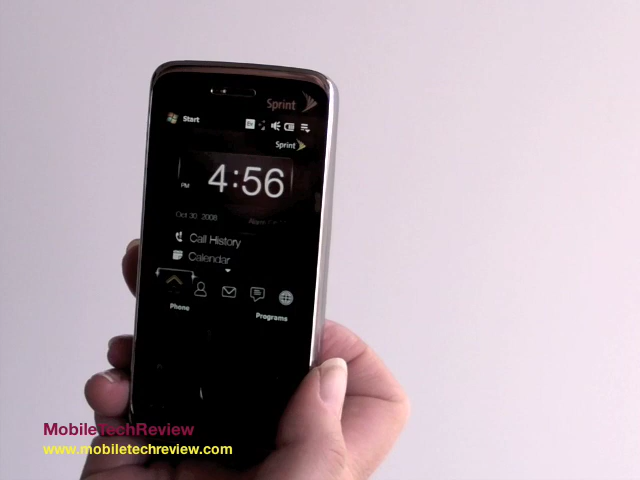 Sprint
Start
Sprint
PM 4:56
Oct 30, 2008
Call History
Calendar
Phone Programs
MobileTechReview
www.mobiletechreview.com